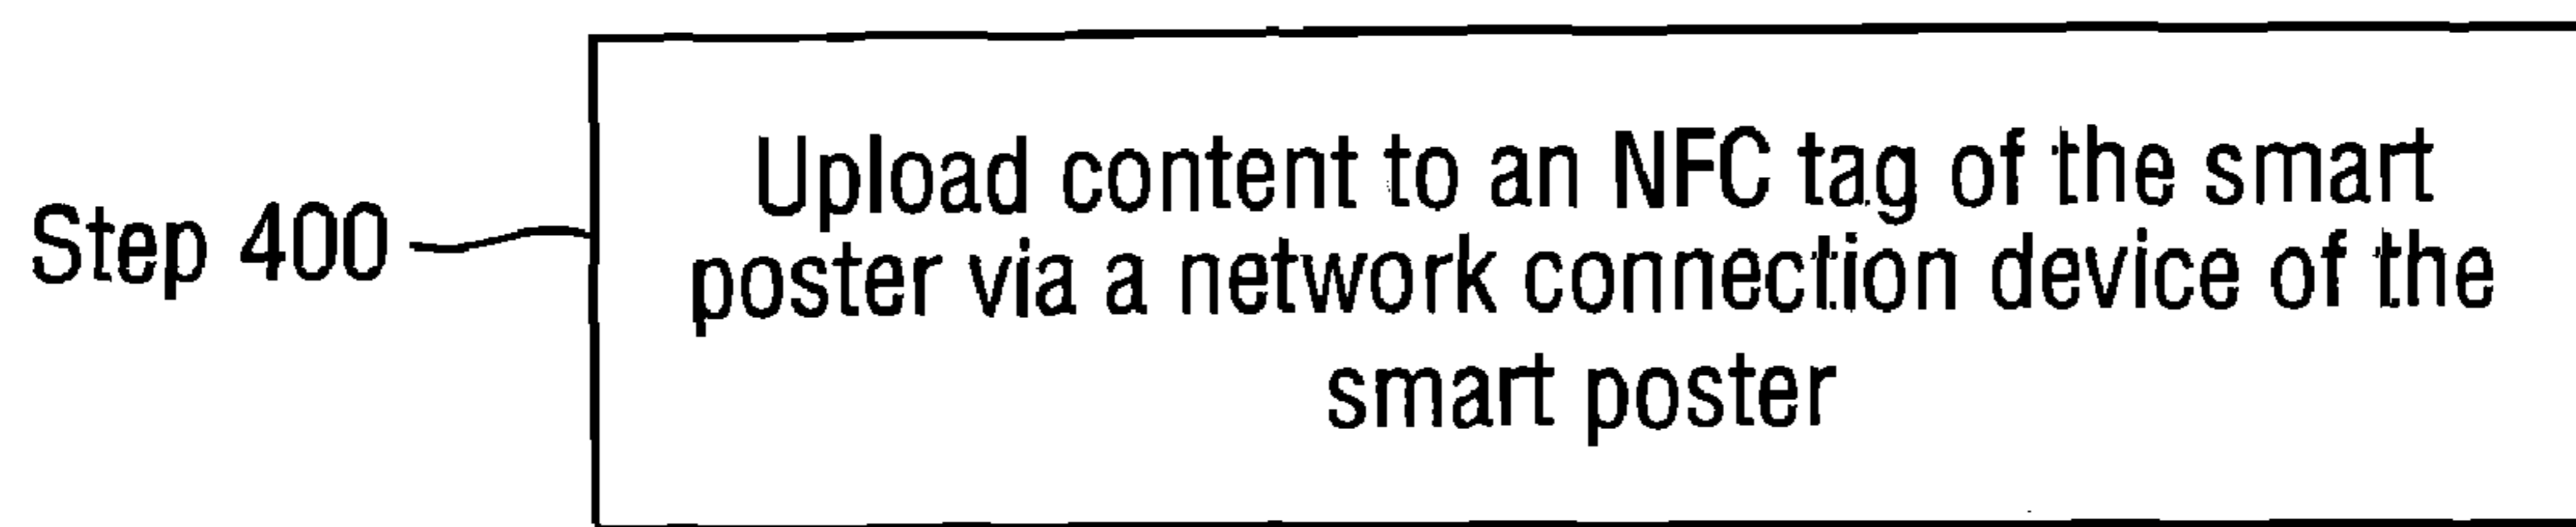 Upload content to an NFC tag of the smart
Step 400
poster via a network connection device of the
smart poster